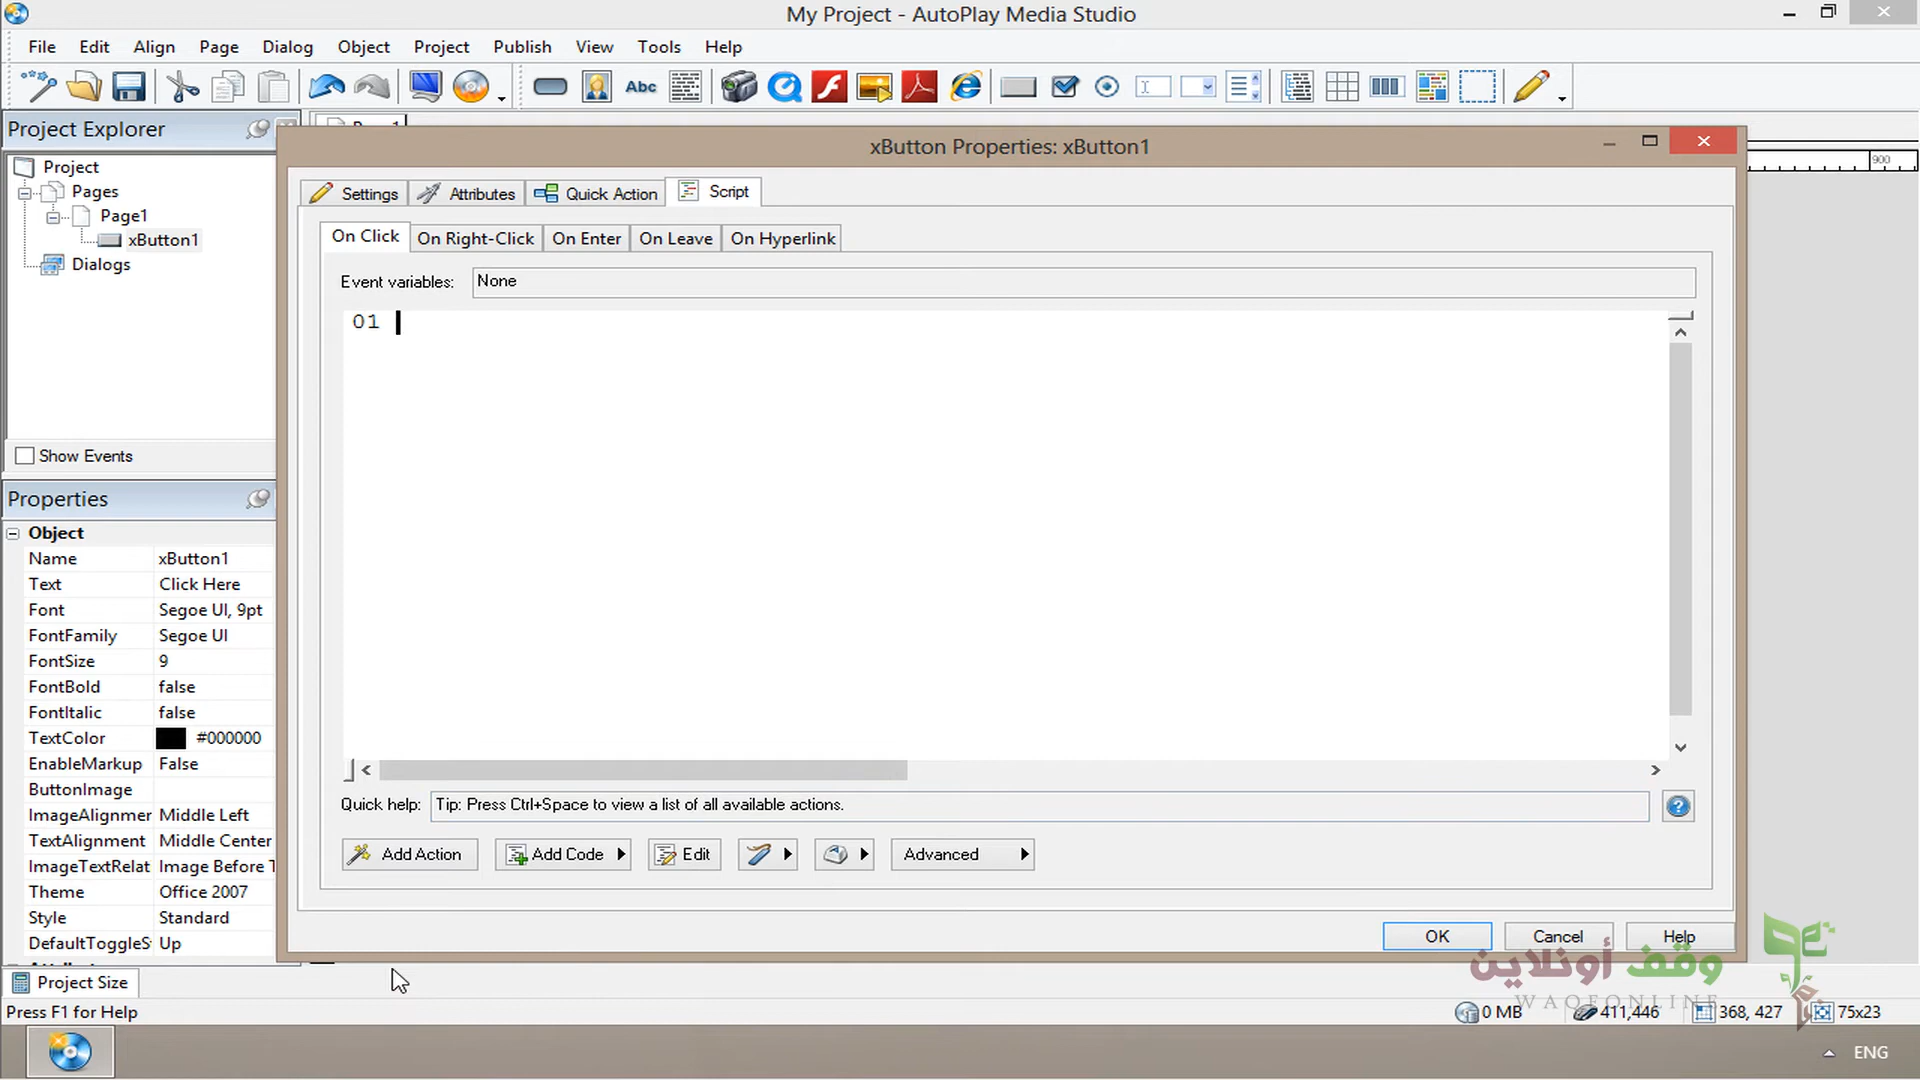 My Project - AutoPlay Media Studio
File Edit Align Page Dialog Object Project Publish View Tools Help
Abc
Project Explorer
Project
Pages
Page1
xButton1
Dialogs
Show Events
Properties
Object
Name xButton1
Text Click Here
Font Segoe UI, 9pt
FontFamily Segoe UI
FontSize 9
FontBold false
FontItalic false
TextColor #000000
EnableMarkup False
ButtonImage
ImageAlignmer Middle Left
TextAlignment Middle Center
ImageTextRelat Image Before T
Theme Office 2007
Style Standard
DefaultToggleS Up
Project Size
Press F1 for Help
900
xButton Properties: xButton1
Settings Attributes Quick Action Script
On Click On Right-Click On Enter On Leave On Hyperlink
Event variables: None
01
Quick help: Tip: Press Ctrl+Space to view a list of all available actions.
Add Action Add Code Edit Advanced
OK Cancel Help
وقف أونلاين
WAQFONLINE
0 MB 411,446 368, 427 75x23
ENG